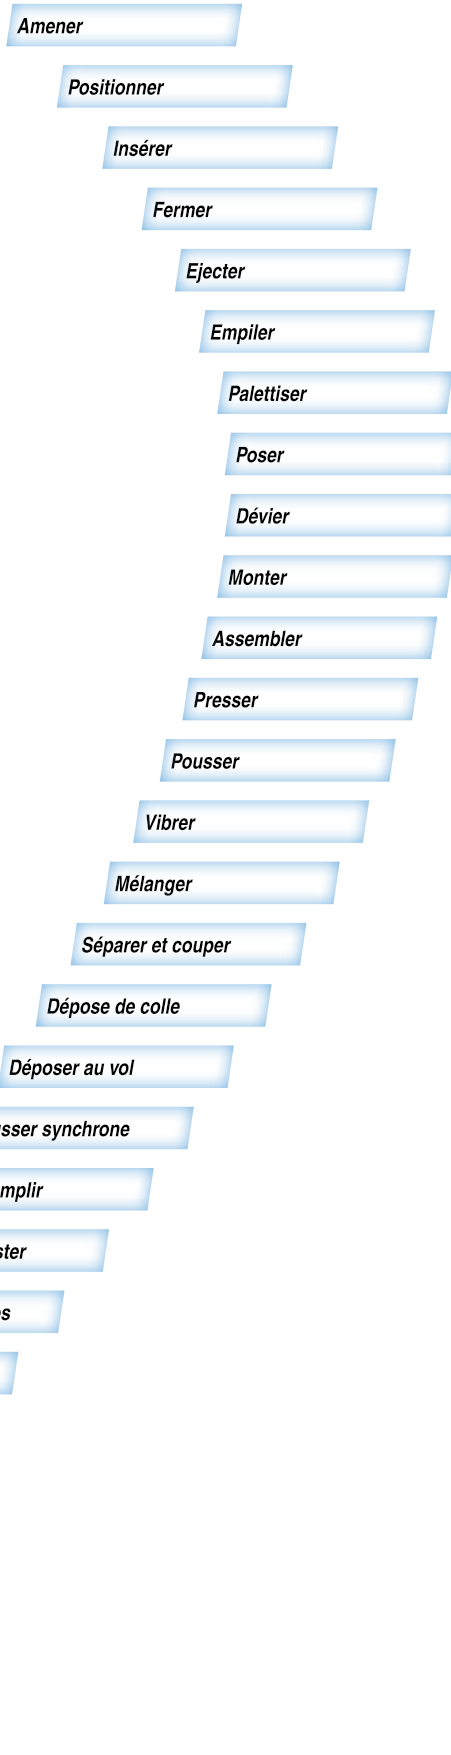 Amener
Positionner
Insérer
Fermer
Ejecter
Empiler
Palettiser
Poser
Dévier
Monter
Assembler
Presser
Pousser
Vibrer
Mélanger
Séparer et couper
Dépose de colle
Déposer au vol
synchrone